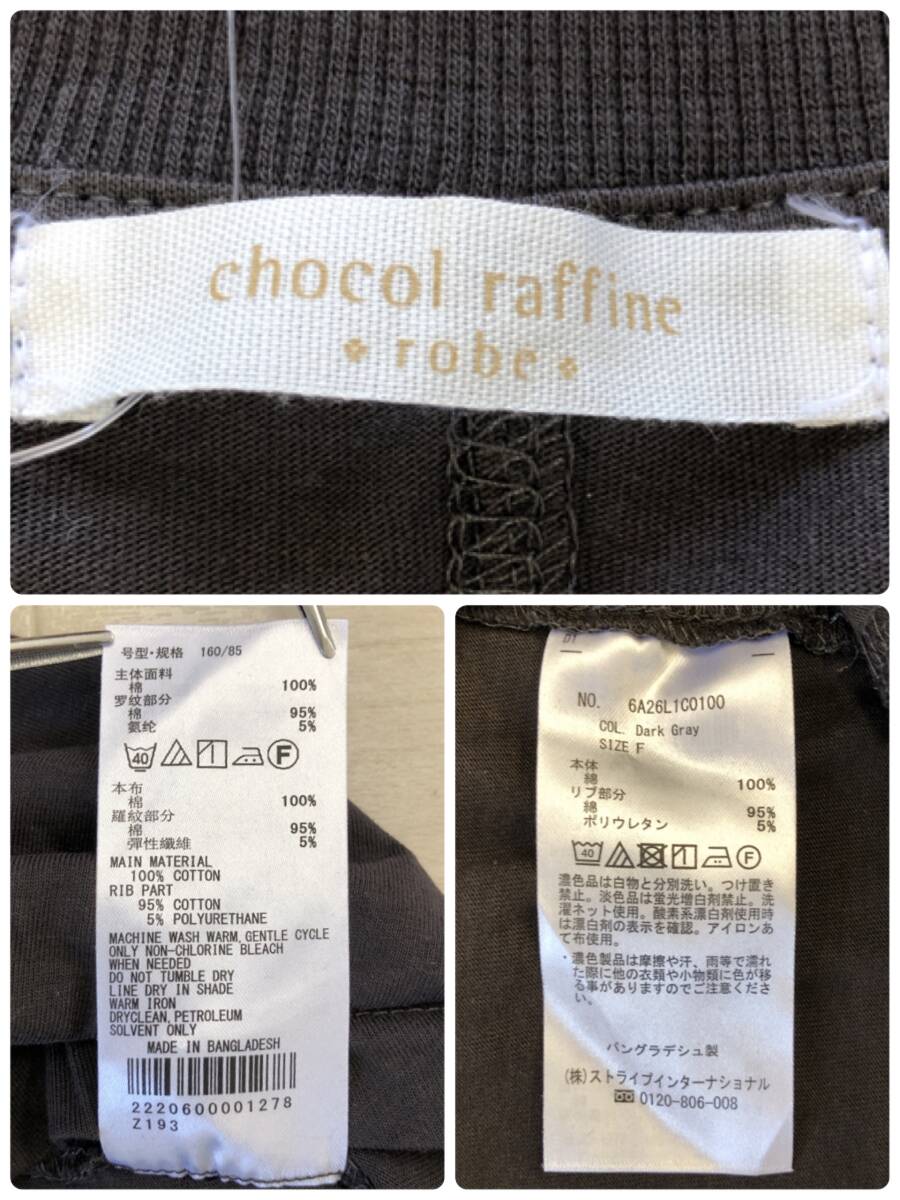 chocol raffine
robe
号型·规格 160/85
主体面料
棉 100%
罗纹部分
棉 95%
氨纶 5%
40 F
本布
棉 100%
羅紋部分
棉 95%
彈性纖維 5%
MAIN MATERIAL
100% COTTON
RIB PART
95% COTTON
5% POLYURETHANE
MACHINE WASH WARM, GENTLE CYCLE
ONLY NON-CHLORINE BLEACH
WHEN NEEDED
DO NOT TUMBLE DRY
LINE DRY IN SHADE
WARM IRON
DRYCLEAN, PETROLEUM
SOLVENT ONLY
MADE IN BANGLADESH
2220600001278
Z193
01
NO. 6A26L1C0100
COL. Dark Gray
SIZE F
本体
綿 100%
リブ部分
綿 95%
ポリウレタン 5%
40 F
濃色品は白物と分別洗い。つけ置き
禁止。淡色品は蛍光増白剤禁止。洗
濯ネット使用。酸素系漂白剤使用時
は漂白剤の表示を確認。アイロンあ
て布使用。
・濃色製品は摩擦や汗、雨等で濡れ
た際に他の衣類や小物類に色が移
る事がありますのでご注意くださ
い。
バングラデシュ製
(株)ストライプインターナショナル
0120-806-008